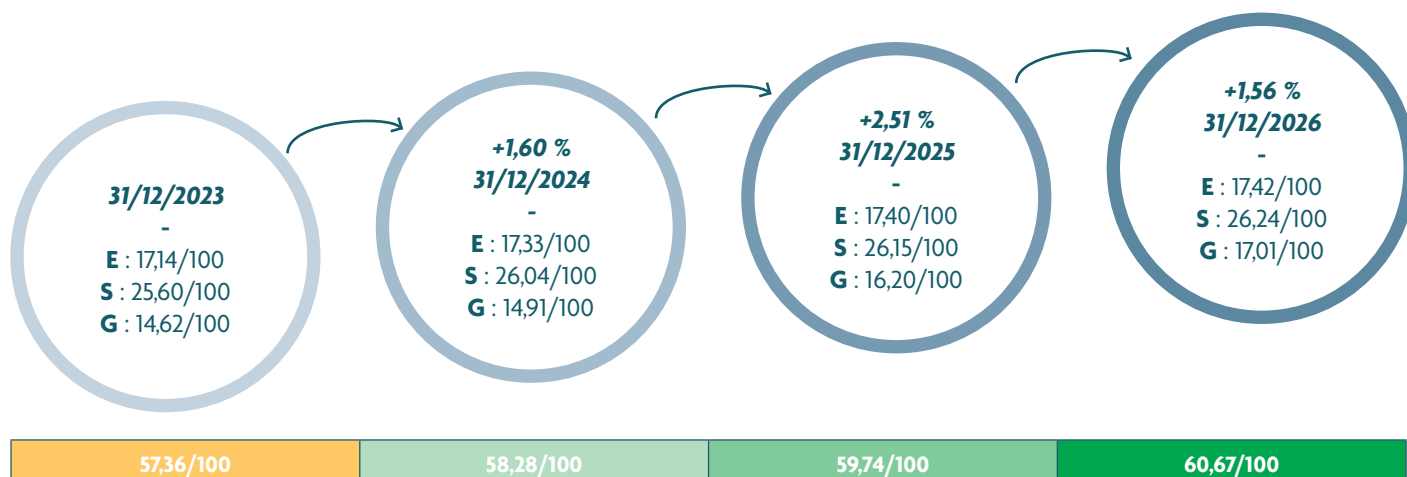 31/12/2023
-
E : 17,14/100
S : 25,60/100
G : 14,62/100
+1,60 %
31/12/2024
-
E : 17,33/100
S : 26,04/100
G : 14,91/100
+2,51 %
31/12/2025
-
E : 17,40/100
S : 26,15/100
G : 16,20/100
+1,56 %
31/12/2026
-
E : 17,42/100
S : 26,24/100
G : 17,01/100
57,36/100
58,28/100
59,74/100
60,67/100